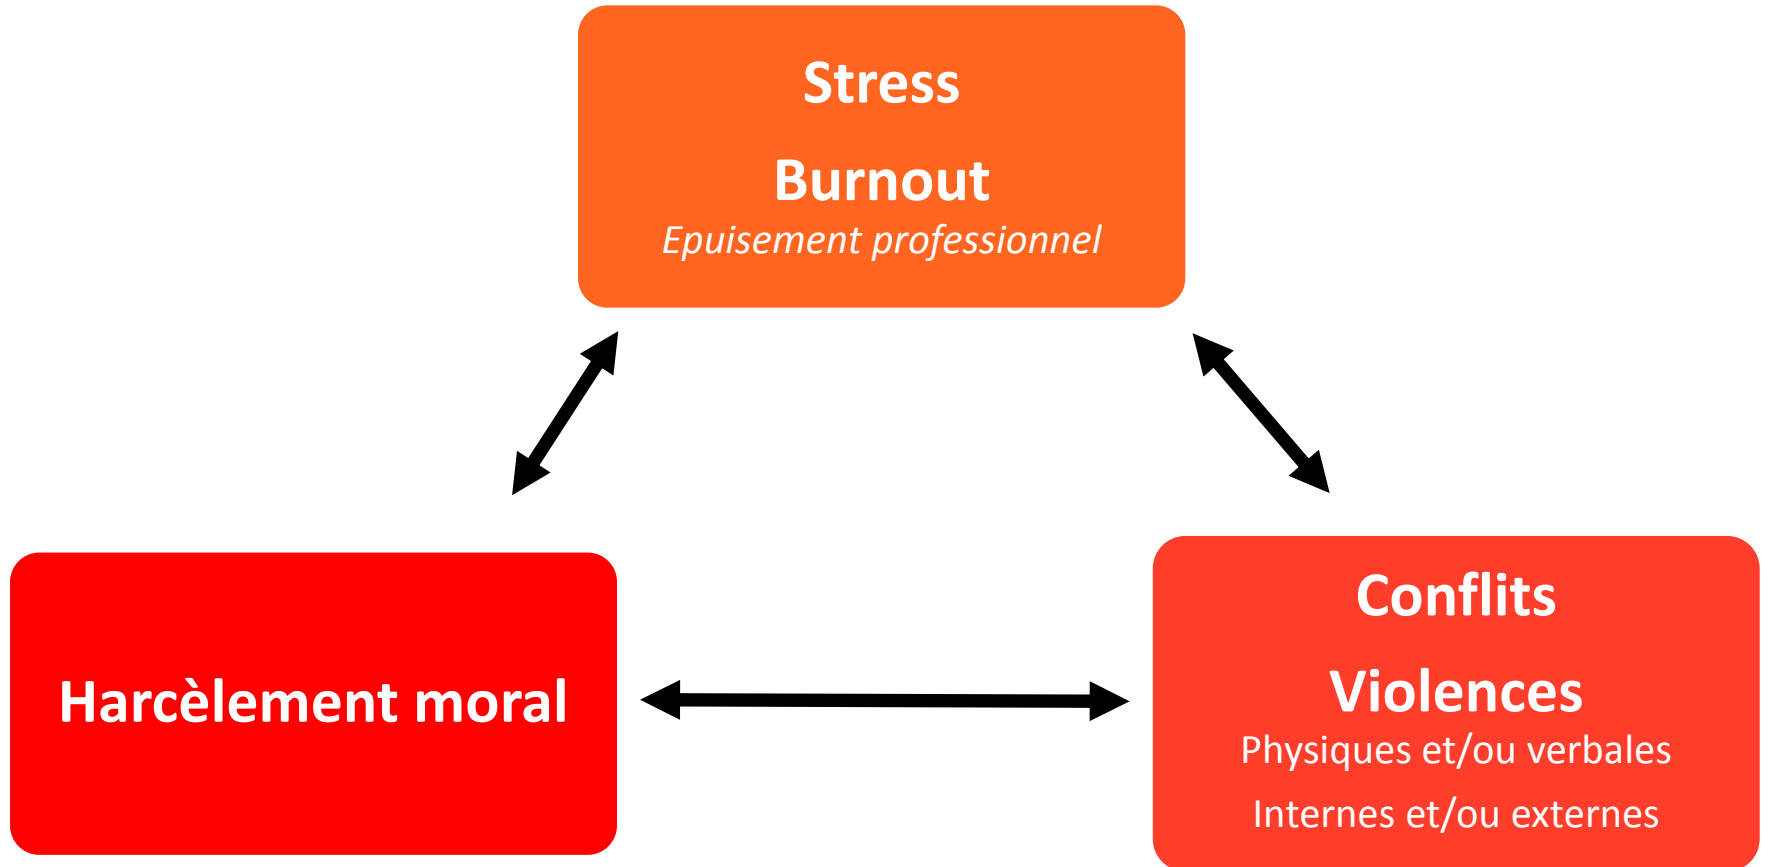 Stress
Burnout
Epuisement professionnel
Harcèlement moral
Conflits
Violences
Physiques et/ou verbales
Internes et/ou externes